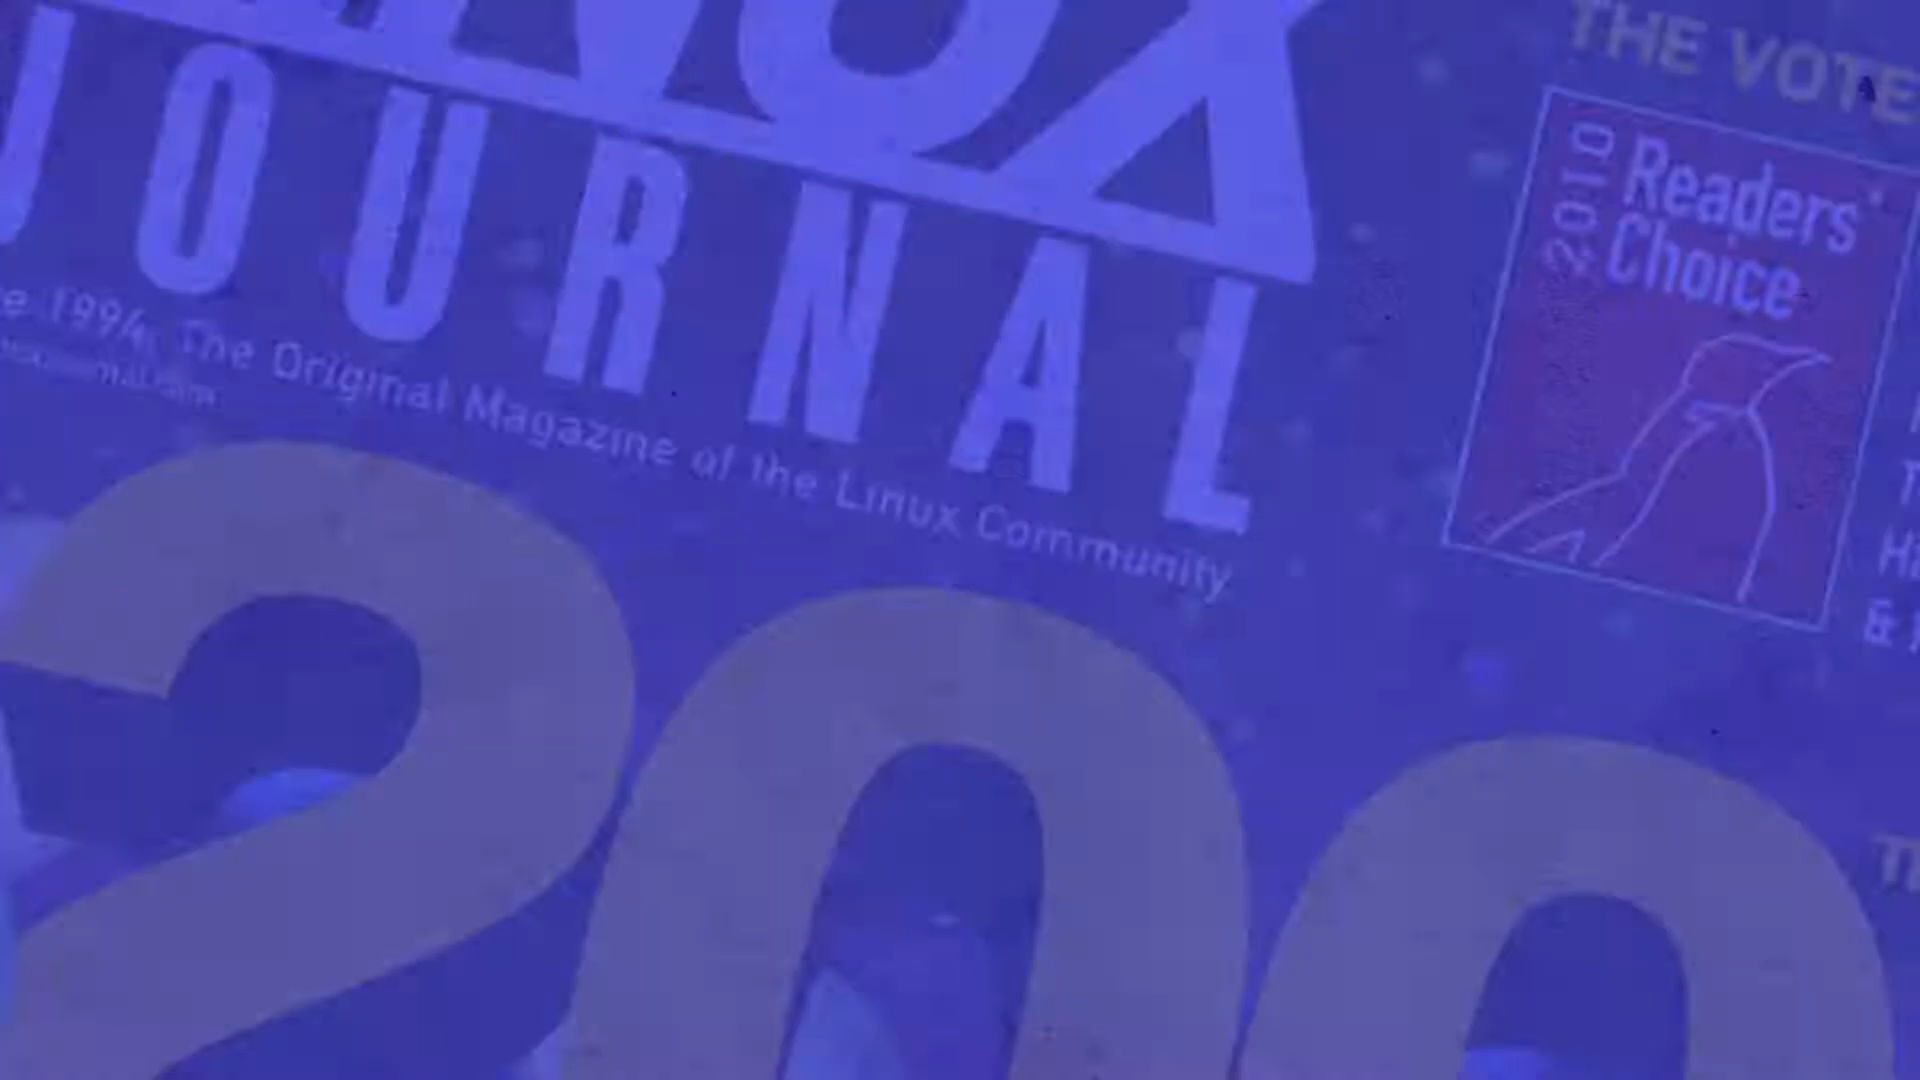 THE VOTE
JOURNAL
2010
Readers'
Choice
1994: The Original Magazine of the Linux Community
&
200